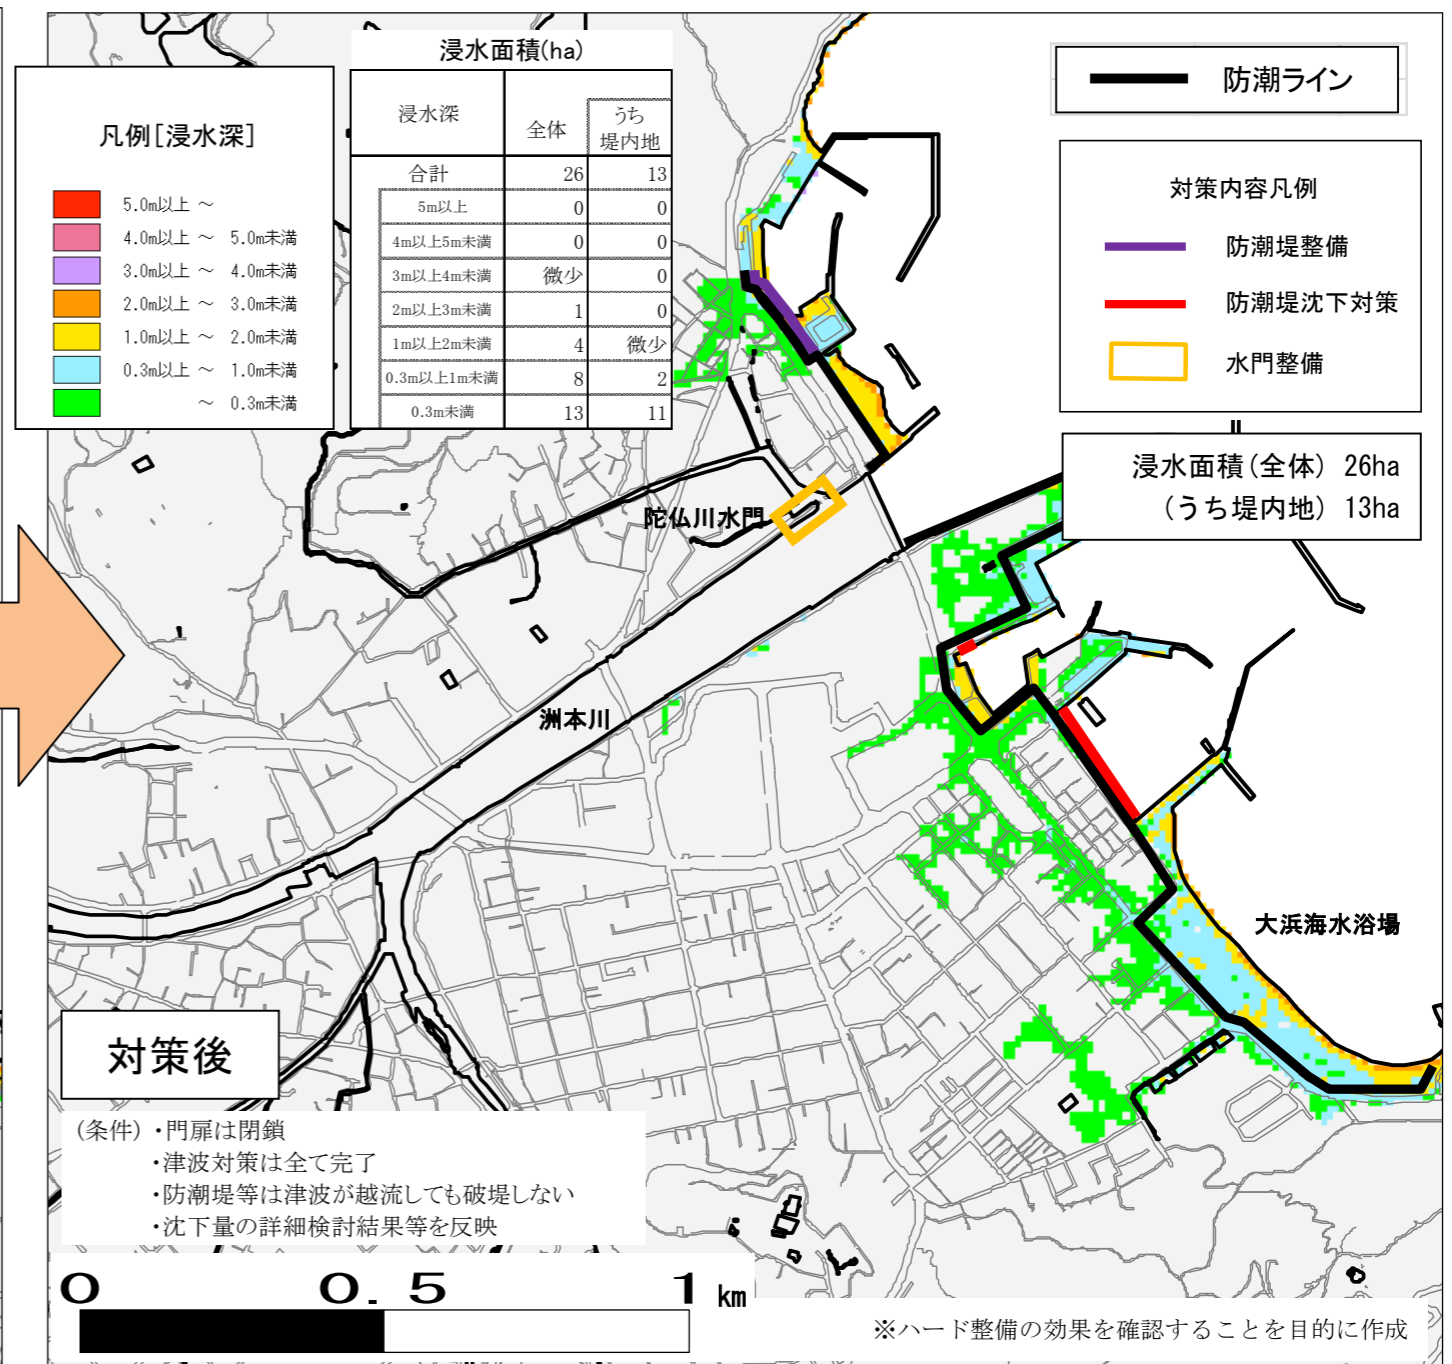 凡例[浸水深]
5.0m以上 ～
4.0m以上 ～ 5.0m未満
3.0m以上 ～ 4.0m未満
2.0m以上 ～ 3.0m未満
1.0m以上 ～ 2.0m未満
0.3m以上 ～ 1.0m未満
～ 0.3m未満
浸水面積(ha)
浸水深 全体 うち堤内地
合計 26 13
5m以上 0 0
4m以上5m未満 0 0
3m以上4m未満 微少 0
2m以上3m未満 1 0
1m以上2m未満 4 微少
0.3m以上1m未満 8 2
0.3m未満 13 11
防潮ライン
対策内容凡例
防潮堤整備
防潮堤沈下対策
水門整備
浸水面積(全体) 26ha
(うち堤内地) 13ha
陀仏川水門
洲本川
大浜海水浴場
対策後
(条件)・門扉は閉鎖
・津波対策は全て完了
・防潮堤等は津波が越流しても破堤しない
・沈下量の詳細検討結果等を反映
0 0.5 1 km
※ハード整備の効果を確認することを目的に作成